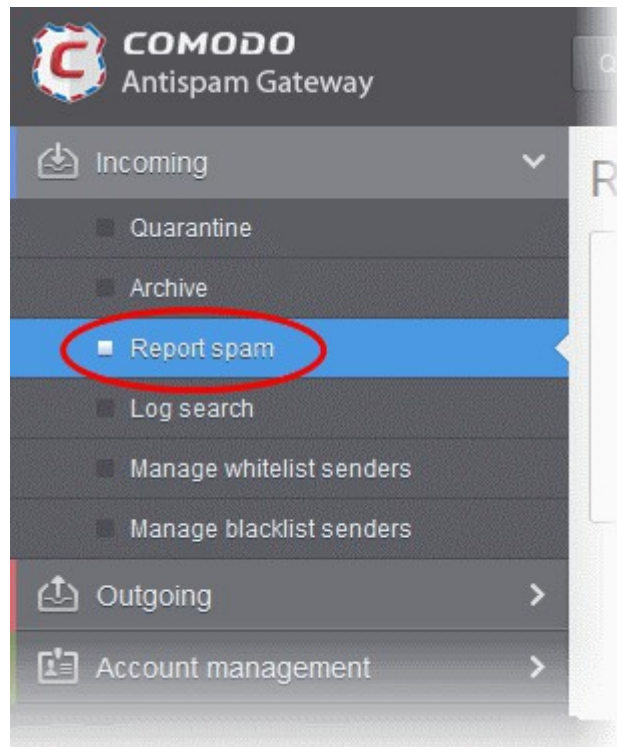 C COMODO
Antispam Gateway
Incoming
Quarantine
Archive
Report spam
Log search
Manage whitelist senders
Manage blacklist senders
Outgoing
Account management